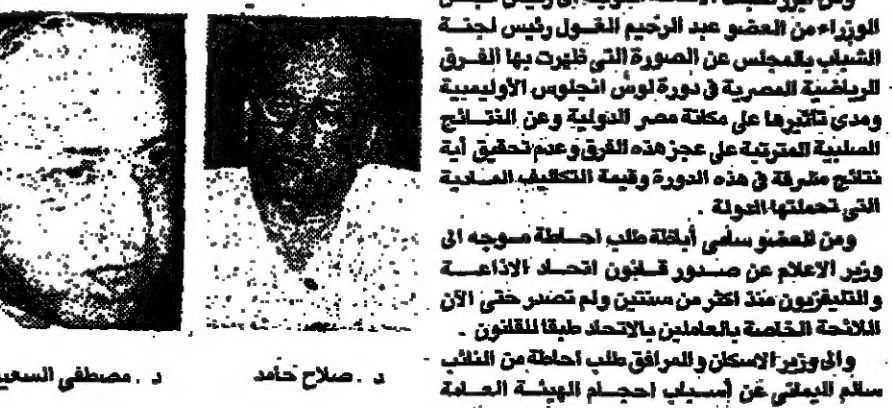 الوزراء من العضو عبد الرحيم الغول رئيس لجنة
الشباب بالمجلس عن الصورة التي ظهرت بها الفرق
الرياضية المصرية في دورة لوس انجلوس الأوليمبية
ومدى تأثيرها على مكانة مصر الدولية وعن النتائج
السلبية المترتبة على عجز هذه الفرق وعدم تحقيق أية
نتائج مشرفة في هذه الدورة وقيمة التكاليف المادية
التي تحملتها الدولة .
ومن العضو سامي أباظة طلب احاطة موجه الى
وزير الاعلام عن صدور قانون اتحاد الاذاعة
والتليفزيون منذ اكثر من سنتين ولم تصدر حتى الآن
اللائحة الخاصة بالعاملين بالاتحاد طبقا للقانون .
والى وزير الاسكان والمرافق طلب احاطة من النائب
سالم اليماني عن أسباب احجام الهيئة العامة
د . صلاح حامد
د . مصطفى السعيد